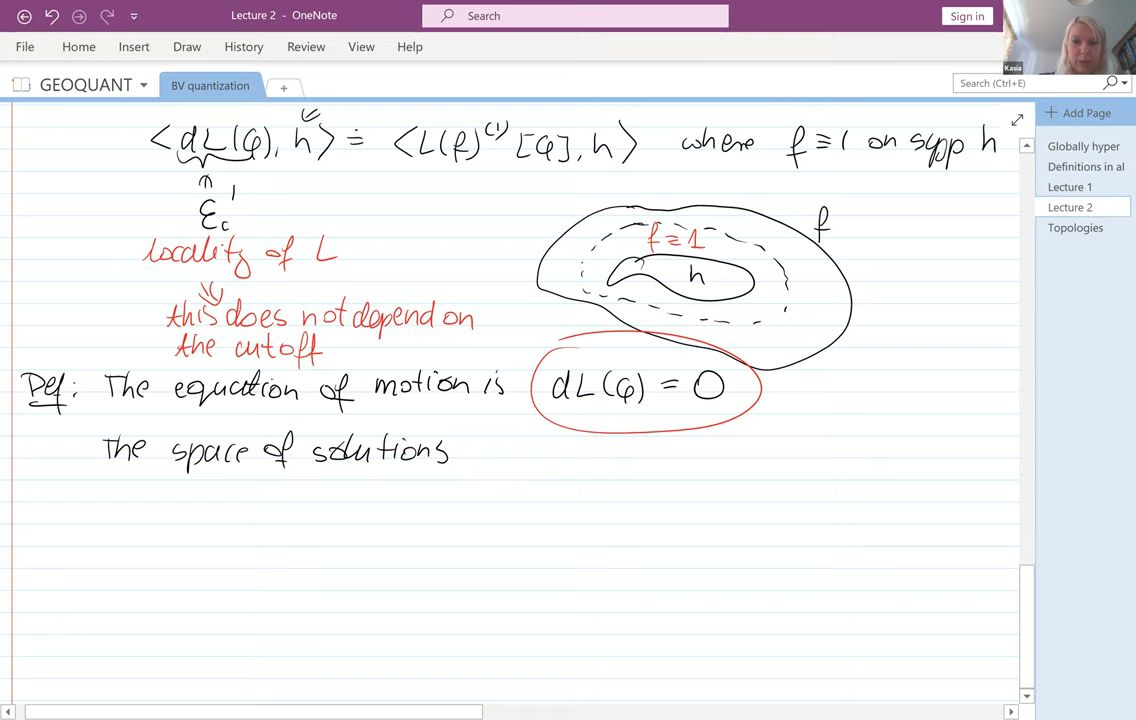 Lecture 2 - OneNote
Search
Sign in
File Home Insert Draw History Review View Help
Kasia
GEOQUANT
BV quantization
+
Search (Ctrl+E)
Add Page
Globally hyper
Definitions in al
Lecture 1
Lecture 2
Topologies
<dL(φ), h> ≐ <L(f)^(1)[φ], h> where f ≡ 1 on supp h
ε_c'
f
f ≡ 1
h
locality of L
⇓
this does not depend on
the cutoff
Def: The equation of motion is dL(φ) = 0
The space of solutions